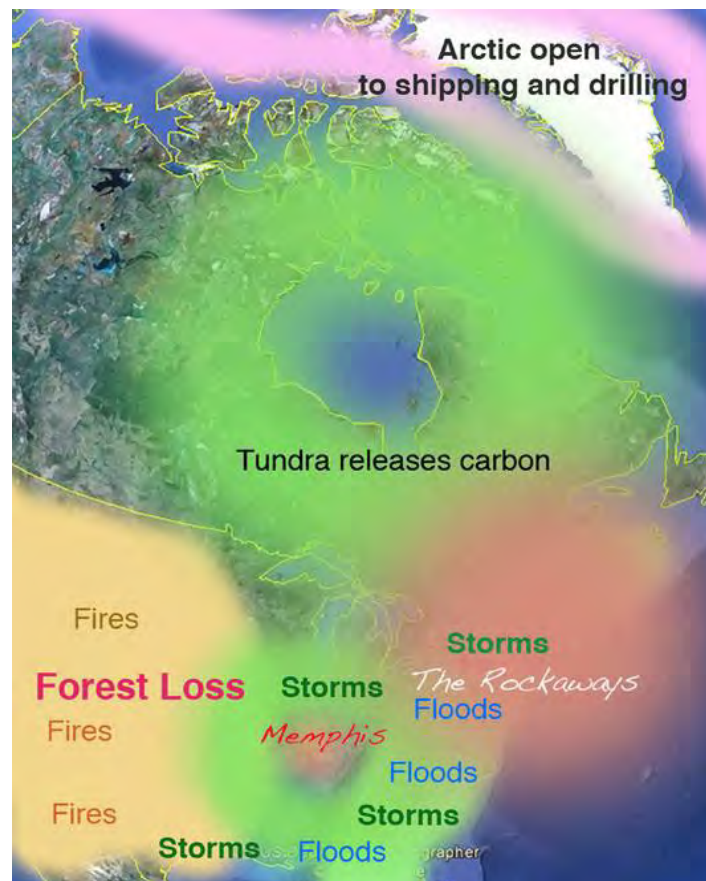 Arctic open
to shipping and drilling
Tundra releases carbon
Fires
Storms
Forest Loss
Storms
The Rockaways
Floods
Fires
Memphis
Floods
Fires
Storms
Storms
Floods